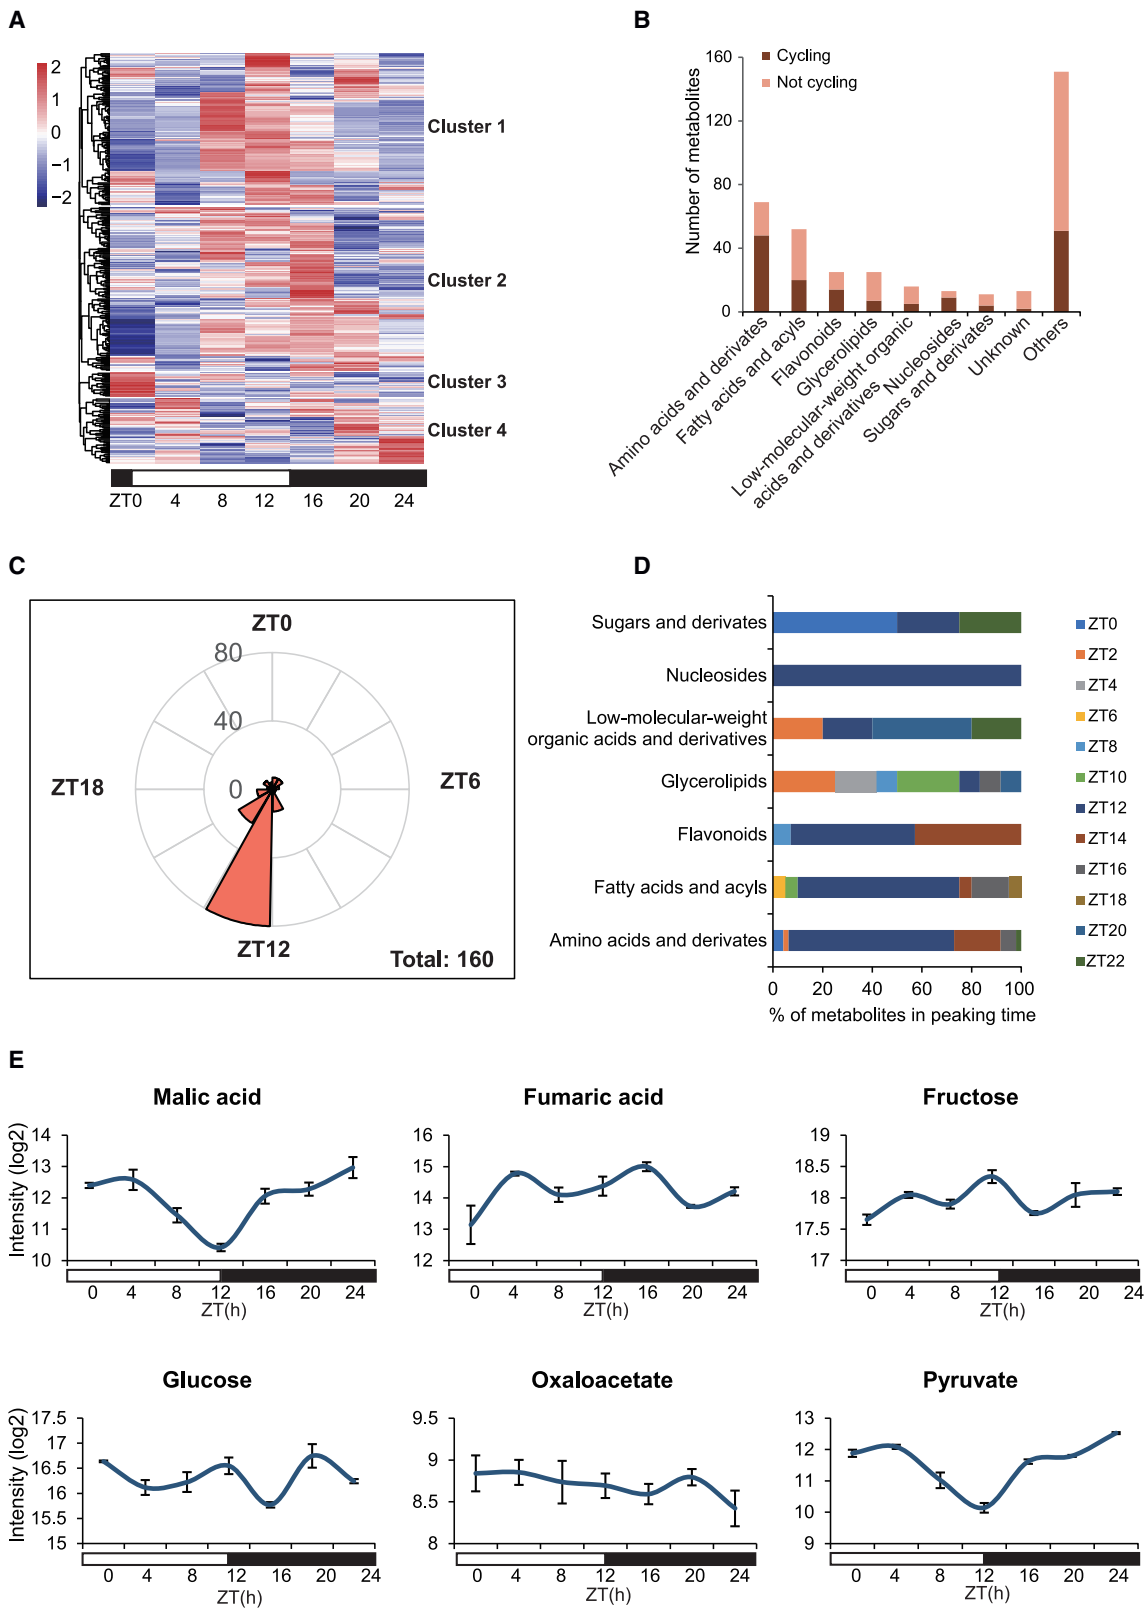 A
2
1
0
−1
−2
Cluster 1
Cluster 2
Cluster 3
Cluster 4
ZT0 4 8 12 16 20 24
B
Cycling
Not cycling
Number of metabolites
160
120
80
40
0
Amino acids and derivates
Fatty acids and acyls
Flavonoids
Glycerolipids
Low-molecular-weight organic
acids and derivatives
Nucleosides
Sugars and derivates
Unknown
Others
C
ZT0
80
40
0
ZT18
ZT6
ZT12
Total: 160
D
Sugars and derivates
Nucleosides
Low-molecular-weight
organic acids and derivatives
Glycerolipids
Flavonoids
Fatty acids and acyls
Amino acids and derivates
0 20 40 60 80 100
% of metabolites in peaking time
ZT0
ZT2
ZT4
ZT6
ZT8
ZT10
ZT12
ZT14
ZT16
ZT18
ZT20
ZT22
E
Malic acid
Intensity (log2)
14
13
12
11
10
0 4 8 12 16 20 24
ZT(h)
Fumaric acid
16
15
14
13
12
0 4 8 12 16 20 24
ZT(h)
Fructose
19
18.5
18
17.5
17
0 4 8 12 16 20 24
ZT(h)
Glucose
Intensity (log2)
17.5
17
16.5
16
15.5
15
0 4 8 12 16 20 24
ZT(h)
Oxaloacetate
9.5
9
8.5
8
0 4 8 12 16 20 24
ZT(h)
Pyruvate
13
12
11
10
9
0 4 8 12 16 20 24
ZT(h)